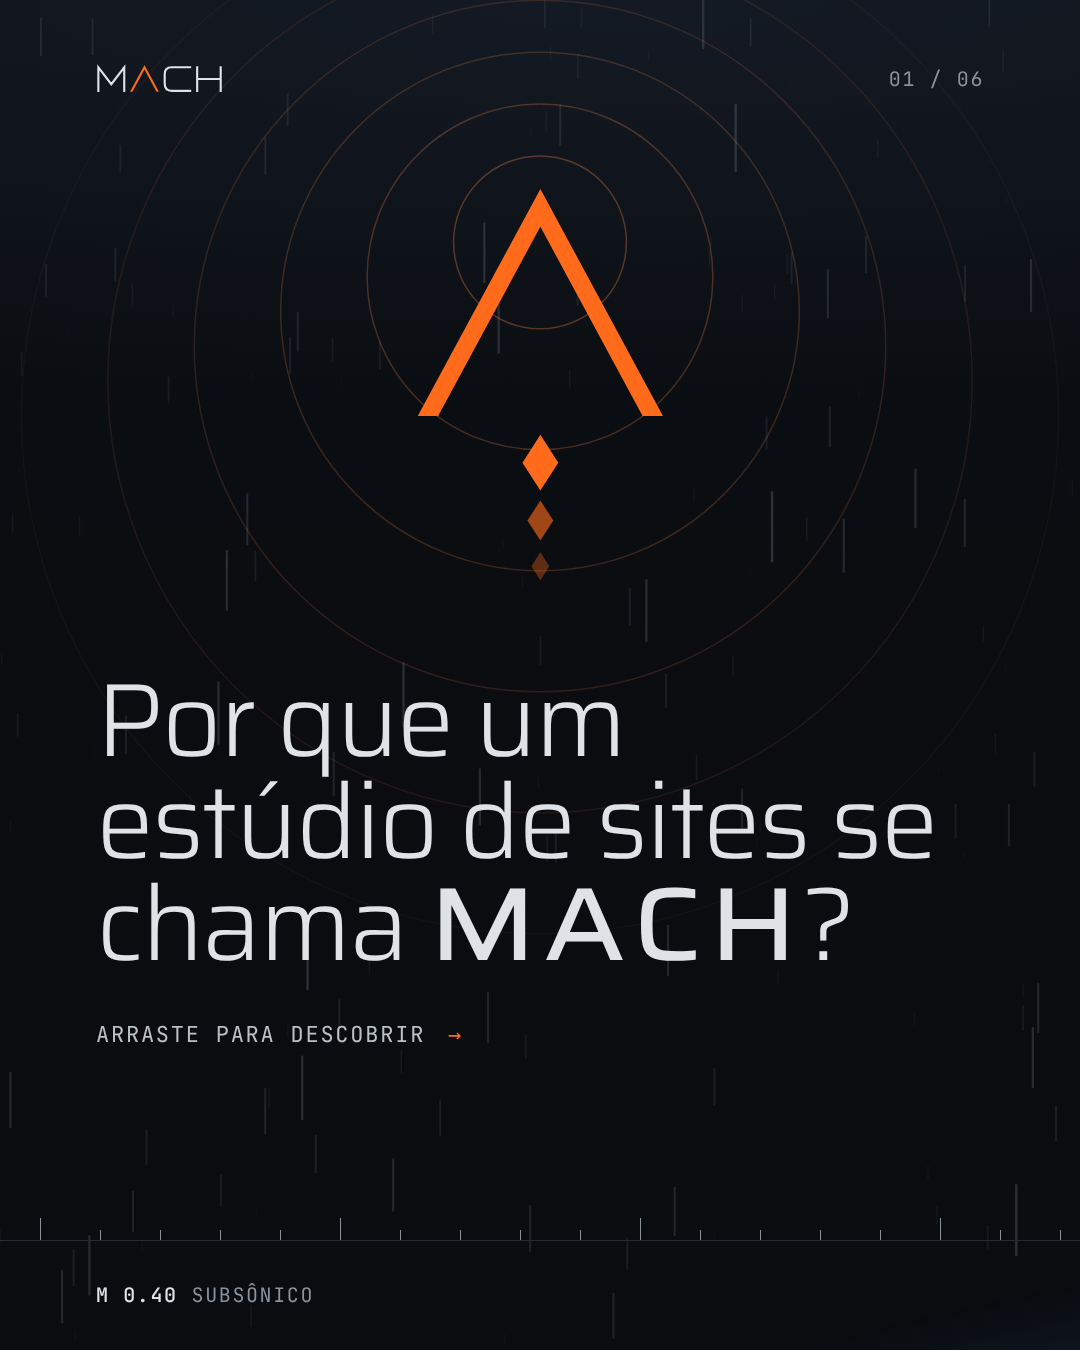 MACH
01 / 06
Por que um
estúdio de sites se
chama MACH?
ARRASTE PARA DESCOBRIR →
M 0.40 SUBSÔNICO